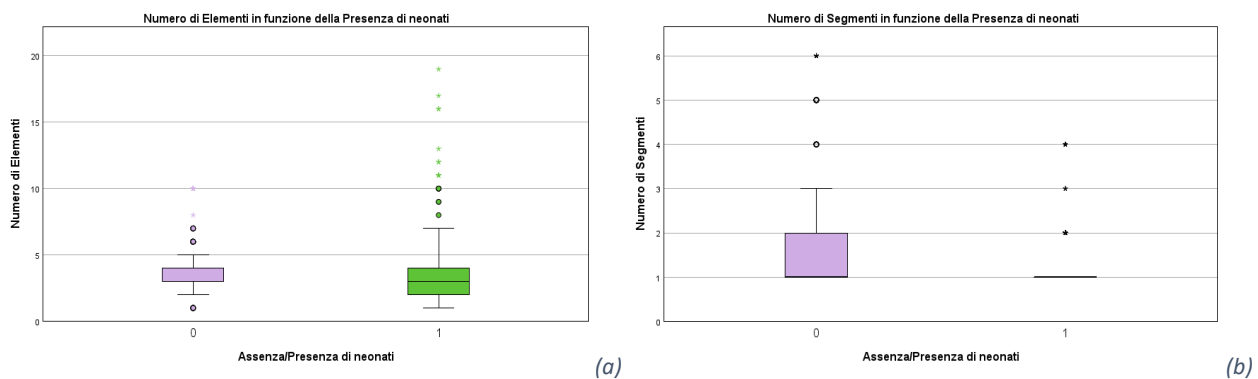 Numero di Elementi in funzione della Presenza di neonati
Numero di Elementi
20
15
10
5
0
0 1
Assenza/Presenza di neonati
(a)
Numero di Segmenti in funzione della Presenza di neonati
Numero di Segmenti
6
5
4
3
2
1
0
0 1
Assenza/Presenza di neonati
(b)